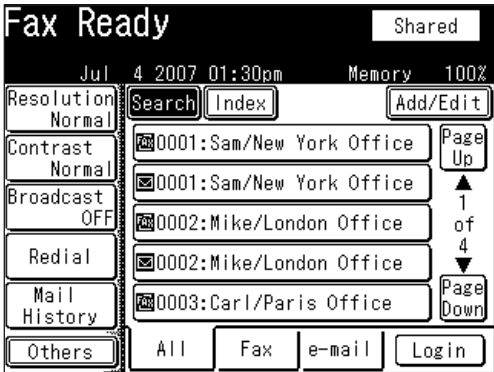 Fax Ready
Shared
Jul 4 2007 01:30pm Memory 100%
Resolution
Normal
Search Index Add/Edit
Contrast
Normal
Broadcast
OFF
Redial
Mail
History
Others
FAX 0001:Sam/New York Office
0001:Sam/New York Office
FAX 0002:Mike/London Office
0002:Mike/London Office
FAX 0003:Carl/Paris Office
Page
Up
1
of
4
Page
Down
All Fax e-mail Login